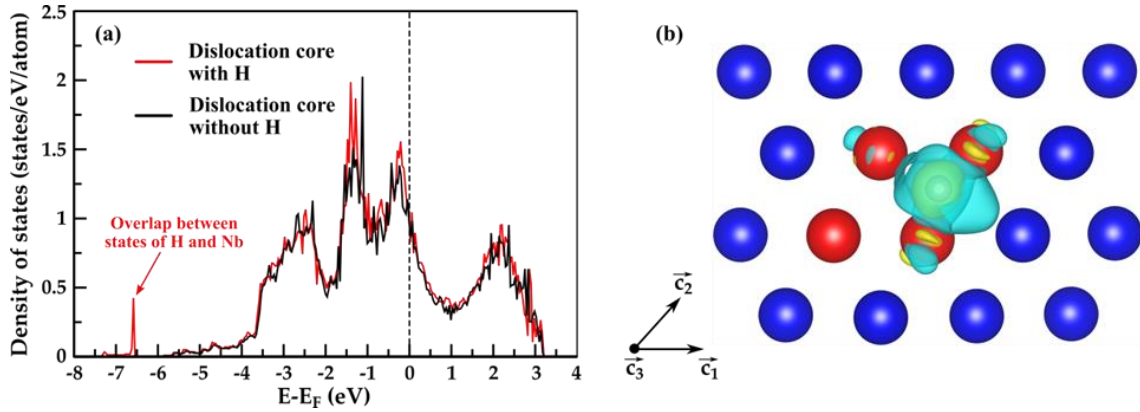 (a)
Dislocation core
with H
Dislocation core
without H
Overlap between
states of H and Nb
Density of states (states/eV/atom)
2.5
2
1.5
1
0.5
0
-8 -7 -6 -5 -4 -3 -2 -1 0 1 2 3 4
E-E_F (eV)
(b)
c₂
c₃ c₁